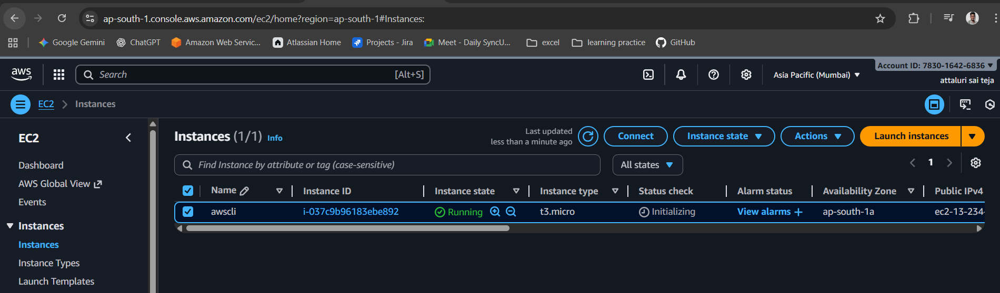 ap-south-1.console.aws.amazon.com/ec2/home?region=ap-south-1#Instances:
Google Gemini ChatGPT Amazon Web Servic... Atlassian Home Projects - Jira Meet - Daily SyncU... excel learning practice GitHub
aws Search [Alt+S] Asia Pacific (Mumbai) Account ID: 7830-1642-6836
attaluri sai teja
EC2 Instances
EC2
Dashboard
AWS Global View
Events
Instances
Instances
Instance Types
Launch Templates
Instances (1/1) Info Last updated less than a minute ago Connect Instance state Actions Launch instances
Find Instance by attribute or tag (case-sensitive) All states 1
Name Instance ID Instance state Instance type Status check Alarm status Availability Zone Public IPv4
awscli i-037c9b96183ebe892 Running t3.micro Initializing View alarms + ap-south-1a ec2-13-234-